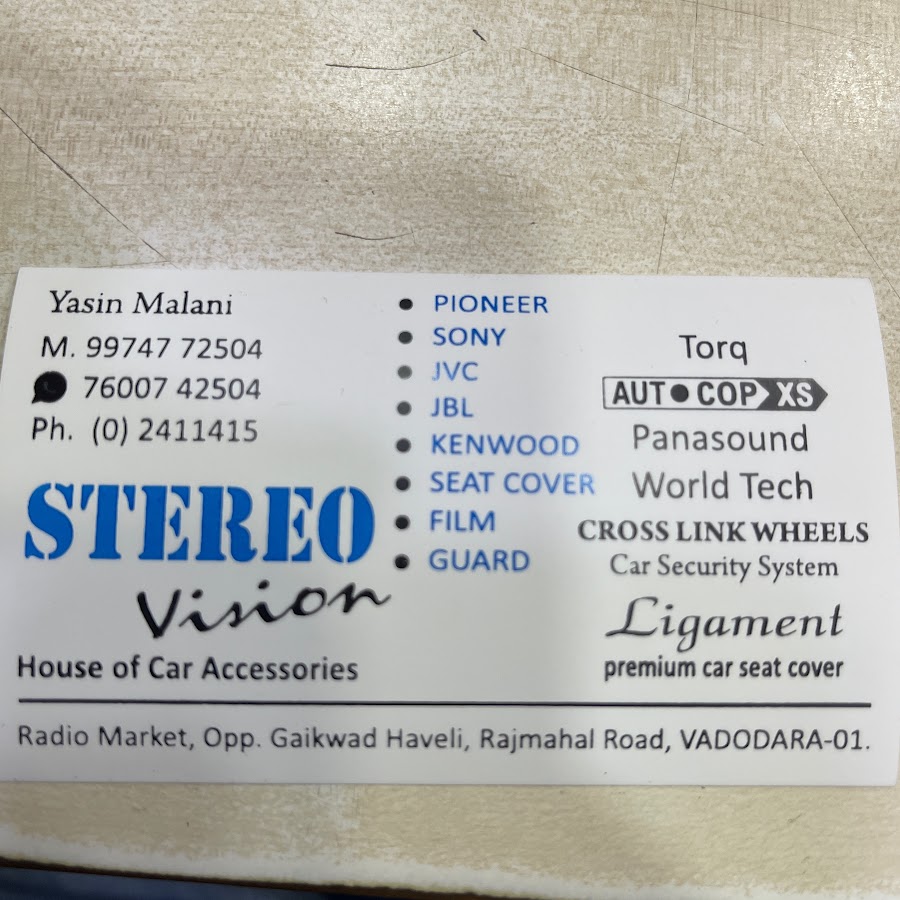 Yasin Malani
M. 99747 72504
76007 42504
Ph. (0) 2411415
STEREO
Vision
House of Car Accessories
• PIONEER
• SONY
• JVC
• JBL
• KENWOOD
• SEAT COVER
• FILM
• GUARD
Torq
AUTO COP XS
Panasound
World Tech
CROSS LINK WHEELS
Car Security System
Ligament
premium car seat cover
Radio Market, Opp. Gaikwad Haveli, Rajmahal Road, VADODARA-01.